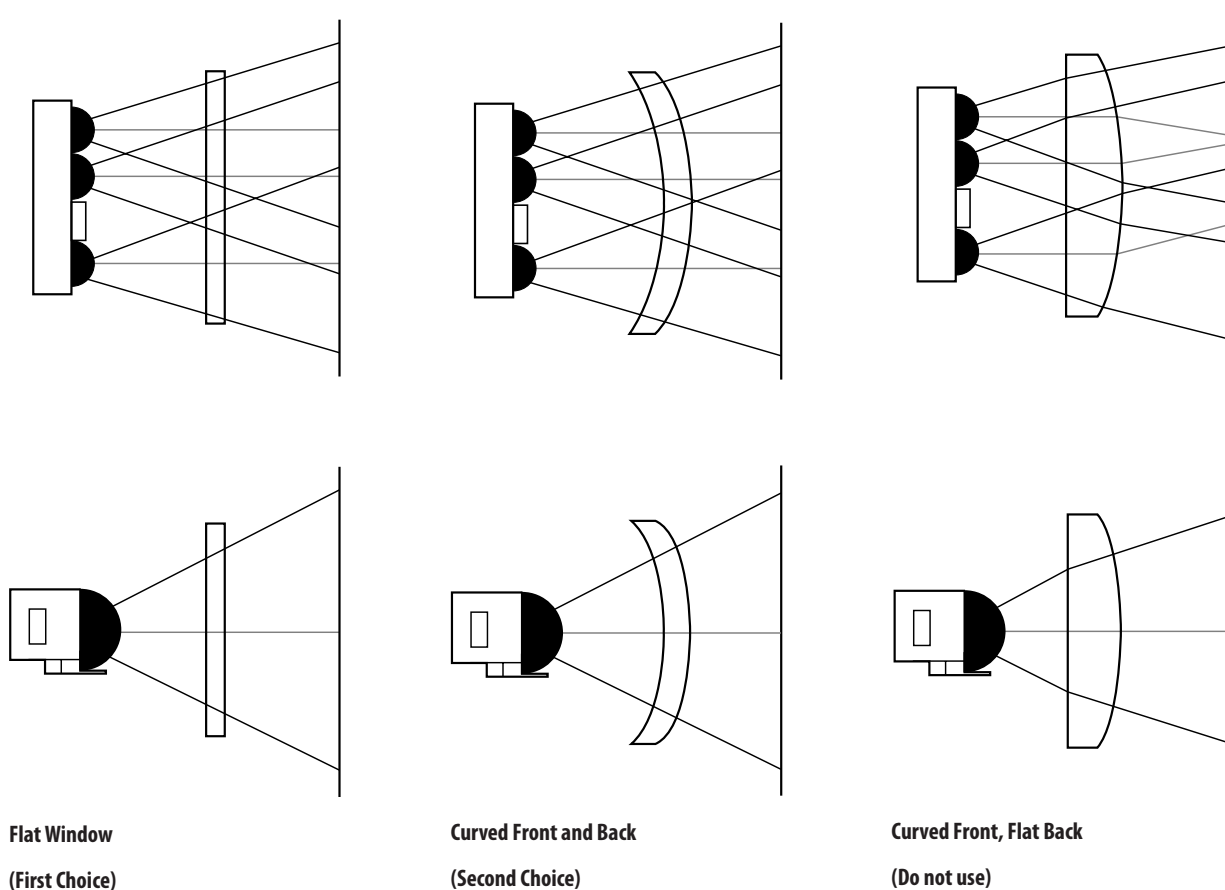 Flat Window
(First Choice)
Curved Front and Back
(Second Choice)
Curved Front, Flat Back
(Do not use)